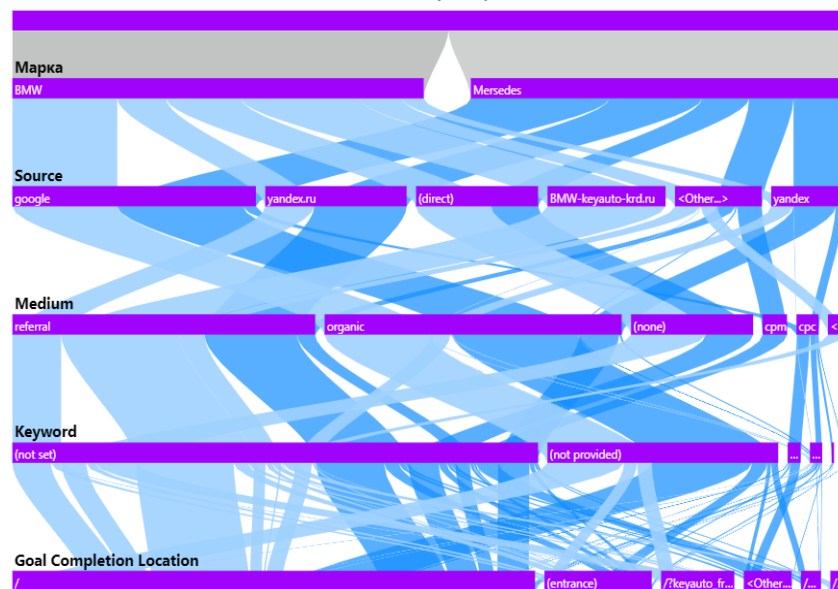 Марка
BMW Mersedes
Source
google yandex.ru (direct) BMW-keyauto-krd.ru <Other...> yandex
Medium
referral organic (none) cpm cpc <
Keyword
(not set) (not provided) ... ...
Goal Completion Location
/ (entrance) /?keyauto_fr... <Other... /... /